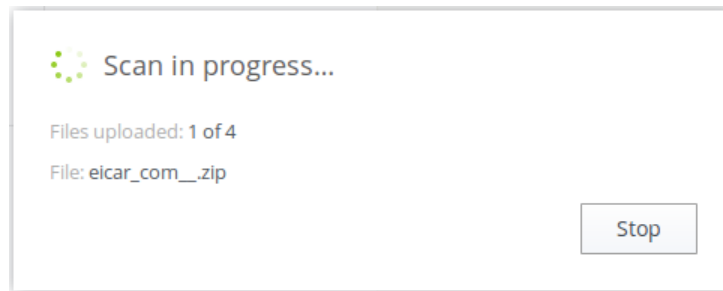 Scan in progress...
Files uploaded: 1 of 4
File: eicar_com__.zip
Stop